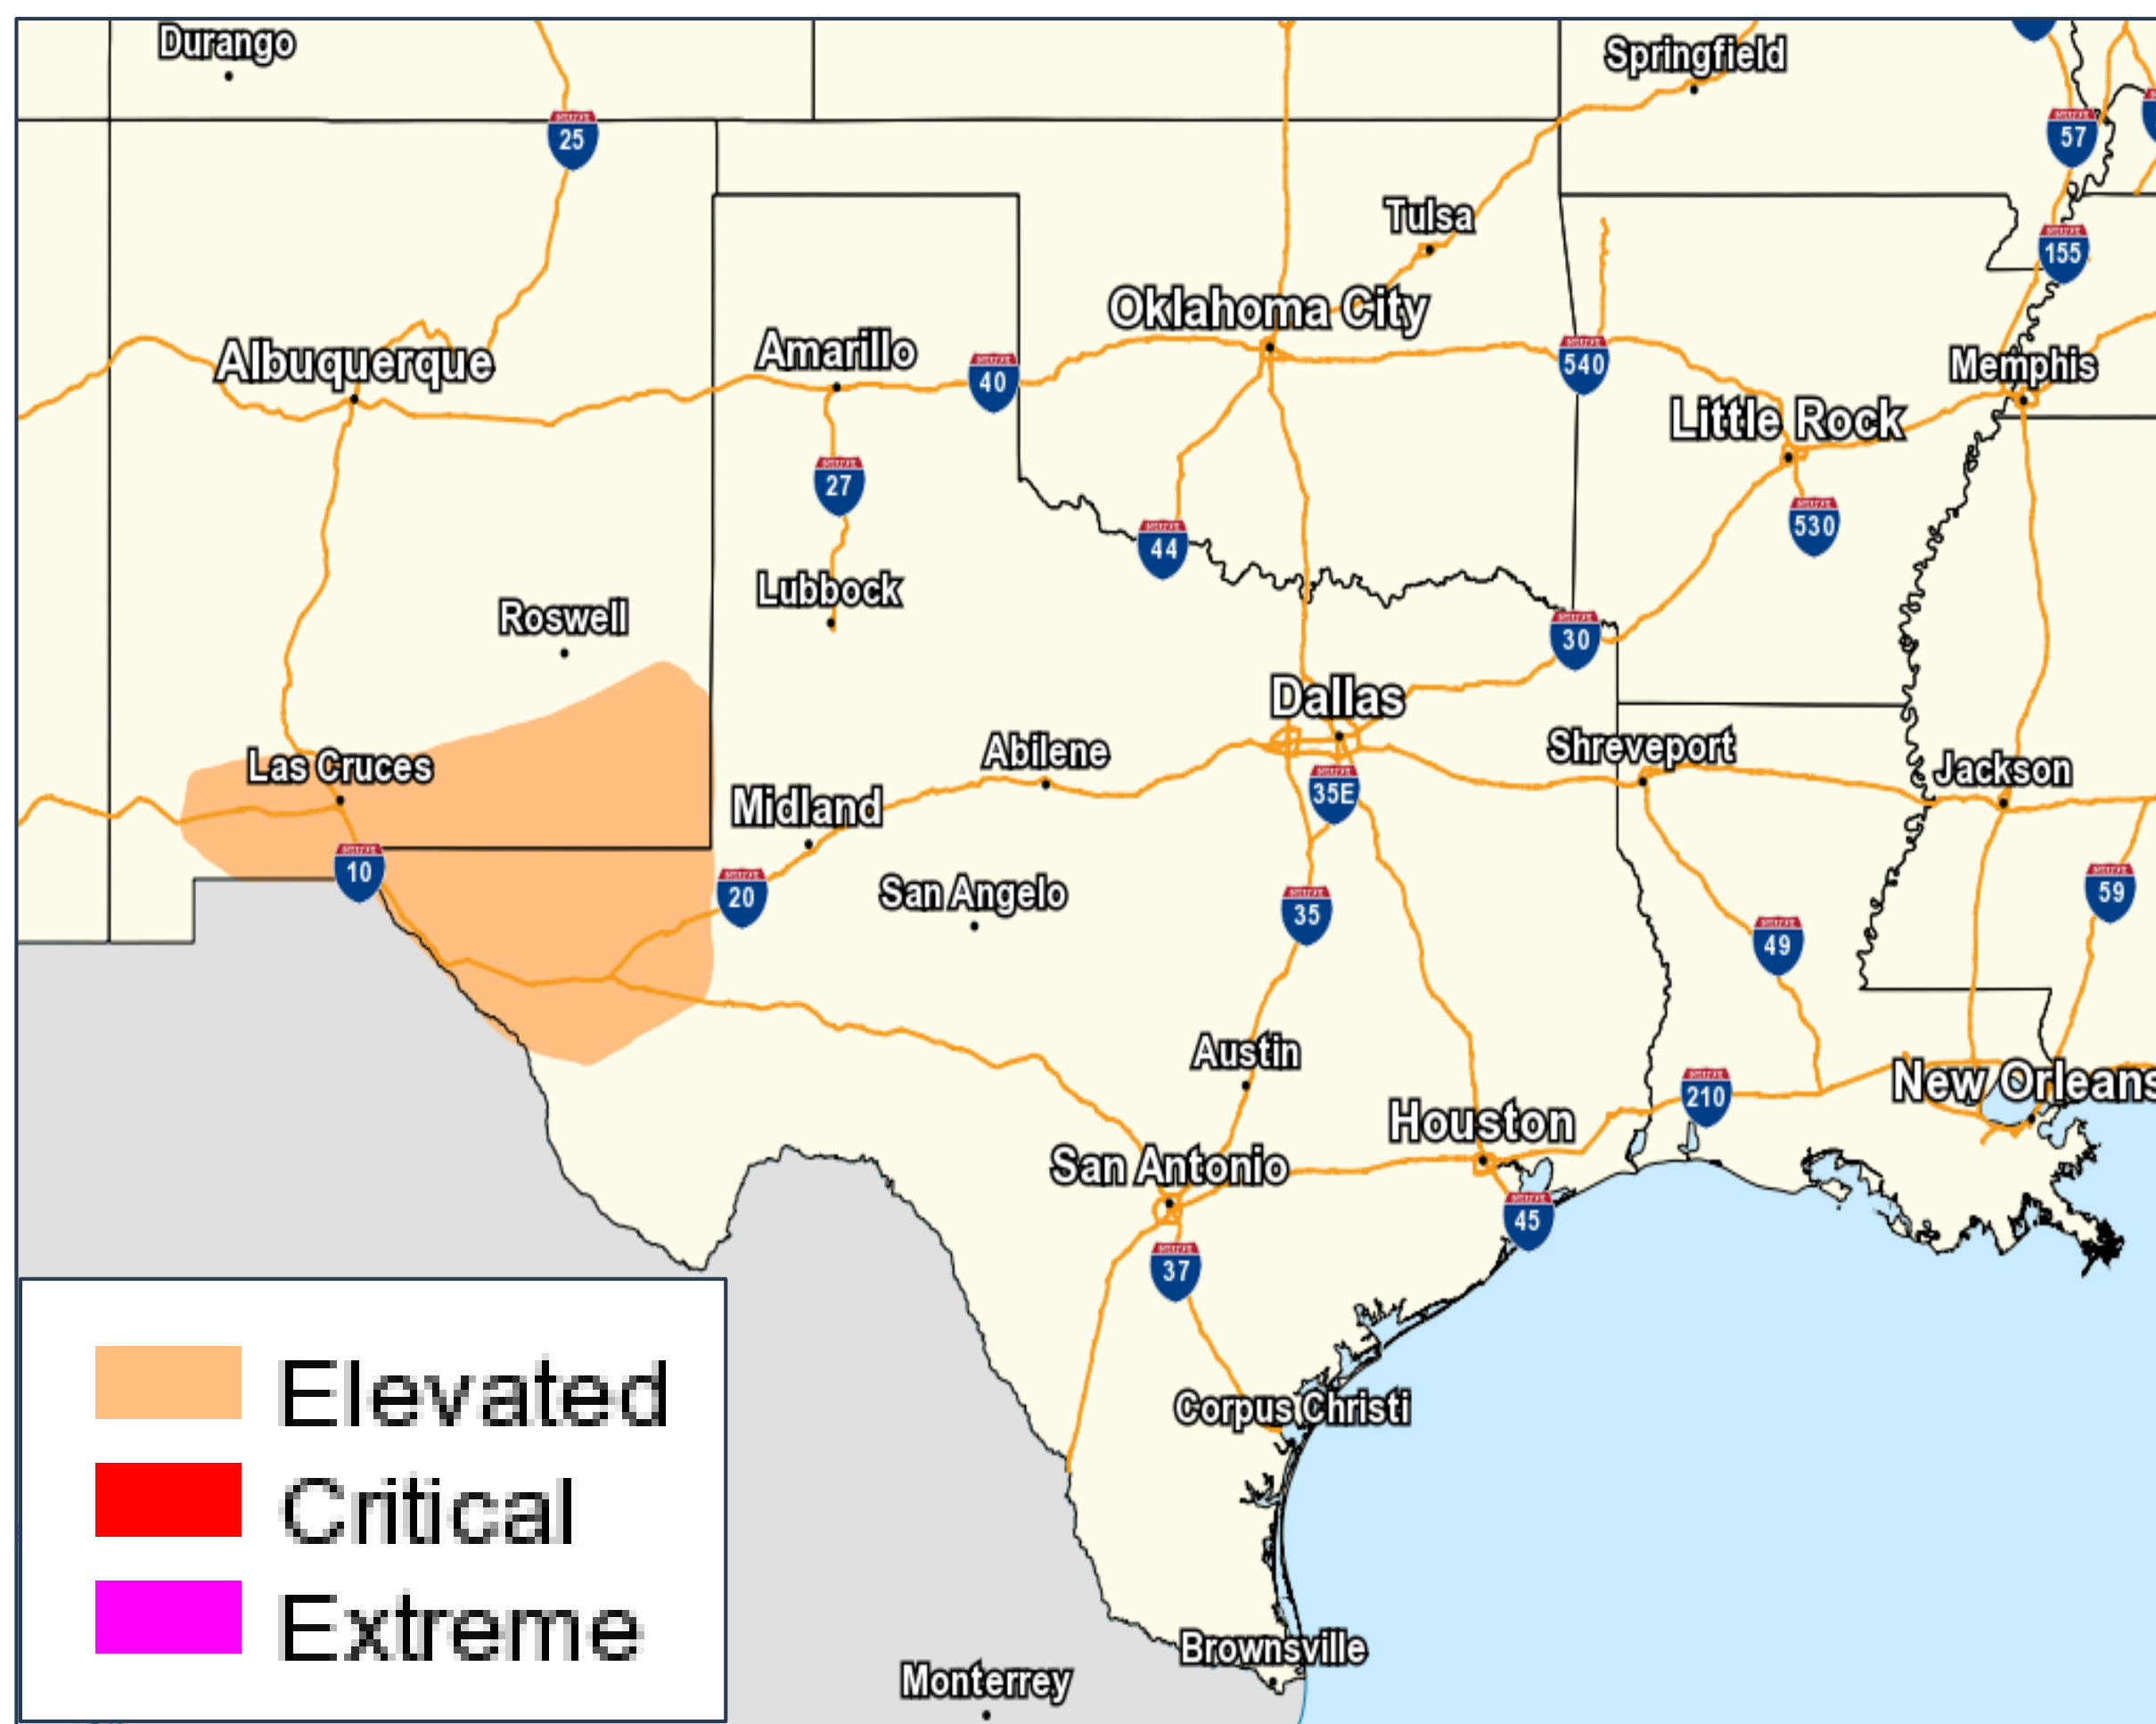 Durango
Springfield
25
57
Tulsa
155
Oklahoma City
Albuquerque
Amarillo
40
540
Memphis
Little Rock
27
530
44
Lubbock
Roswell
30
Dallas
Shreveport
Las Cruces
Abilene
Jackson
35E
Midland
10
20
San Angelo
35
59
49
Austin
210
New Orleans
Houston
San Antonio
45
37
Elevated
Corpus Christi
Critical
Extreme
Brownsville
Monterrey